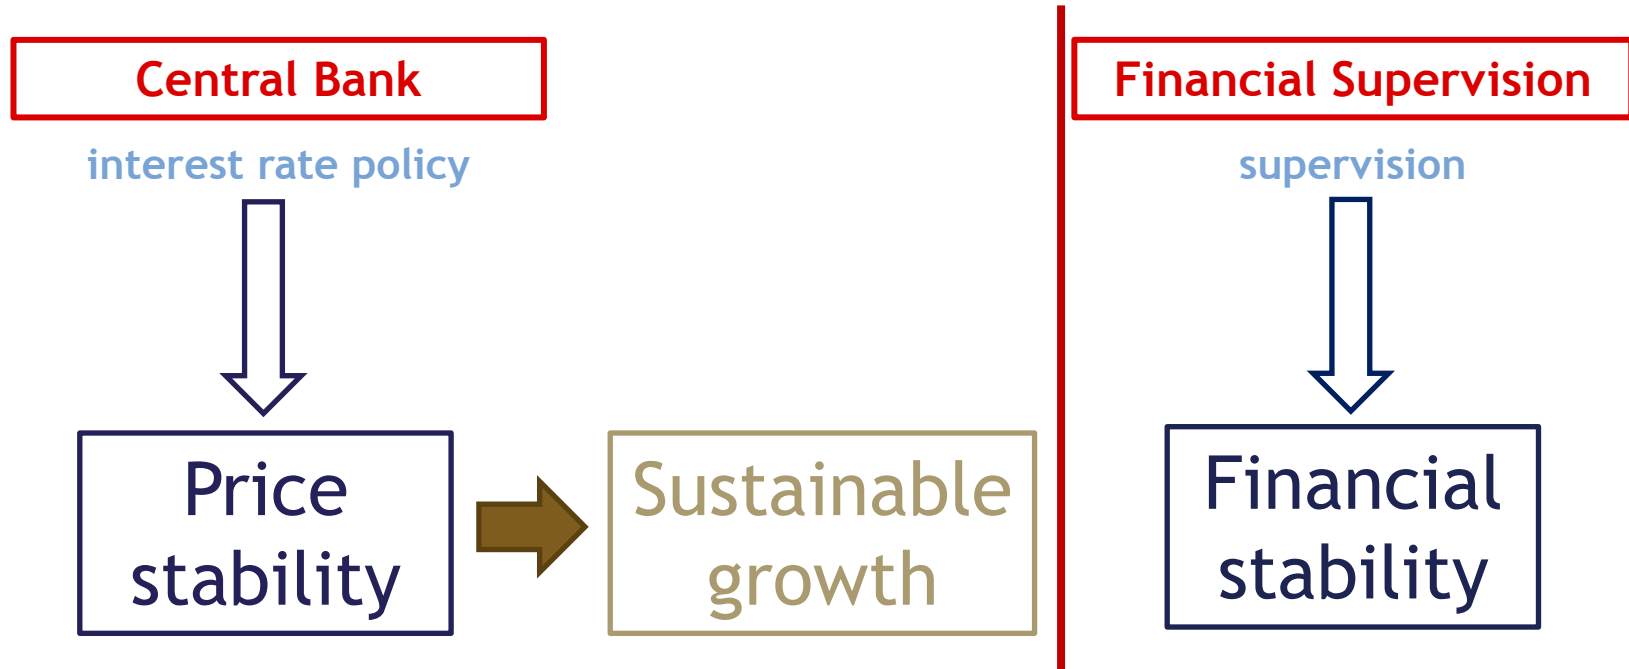 Central Bank
interest rate policy
Price
stability
Sustainable
growth
Financial Supervision
supervision
Financial
stability